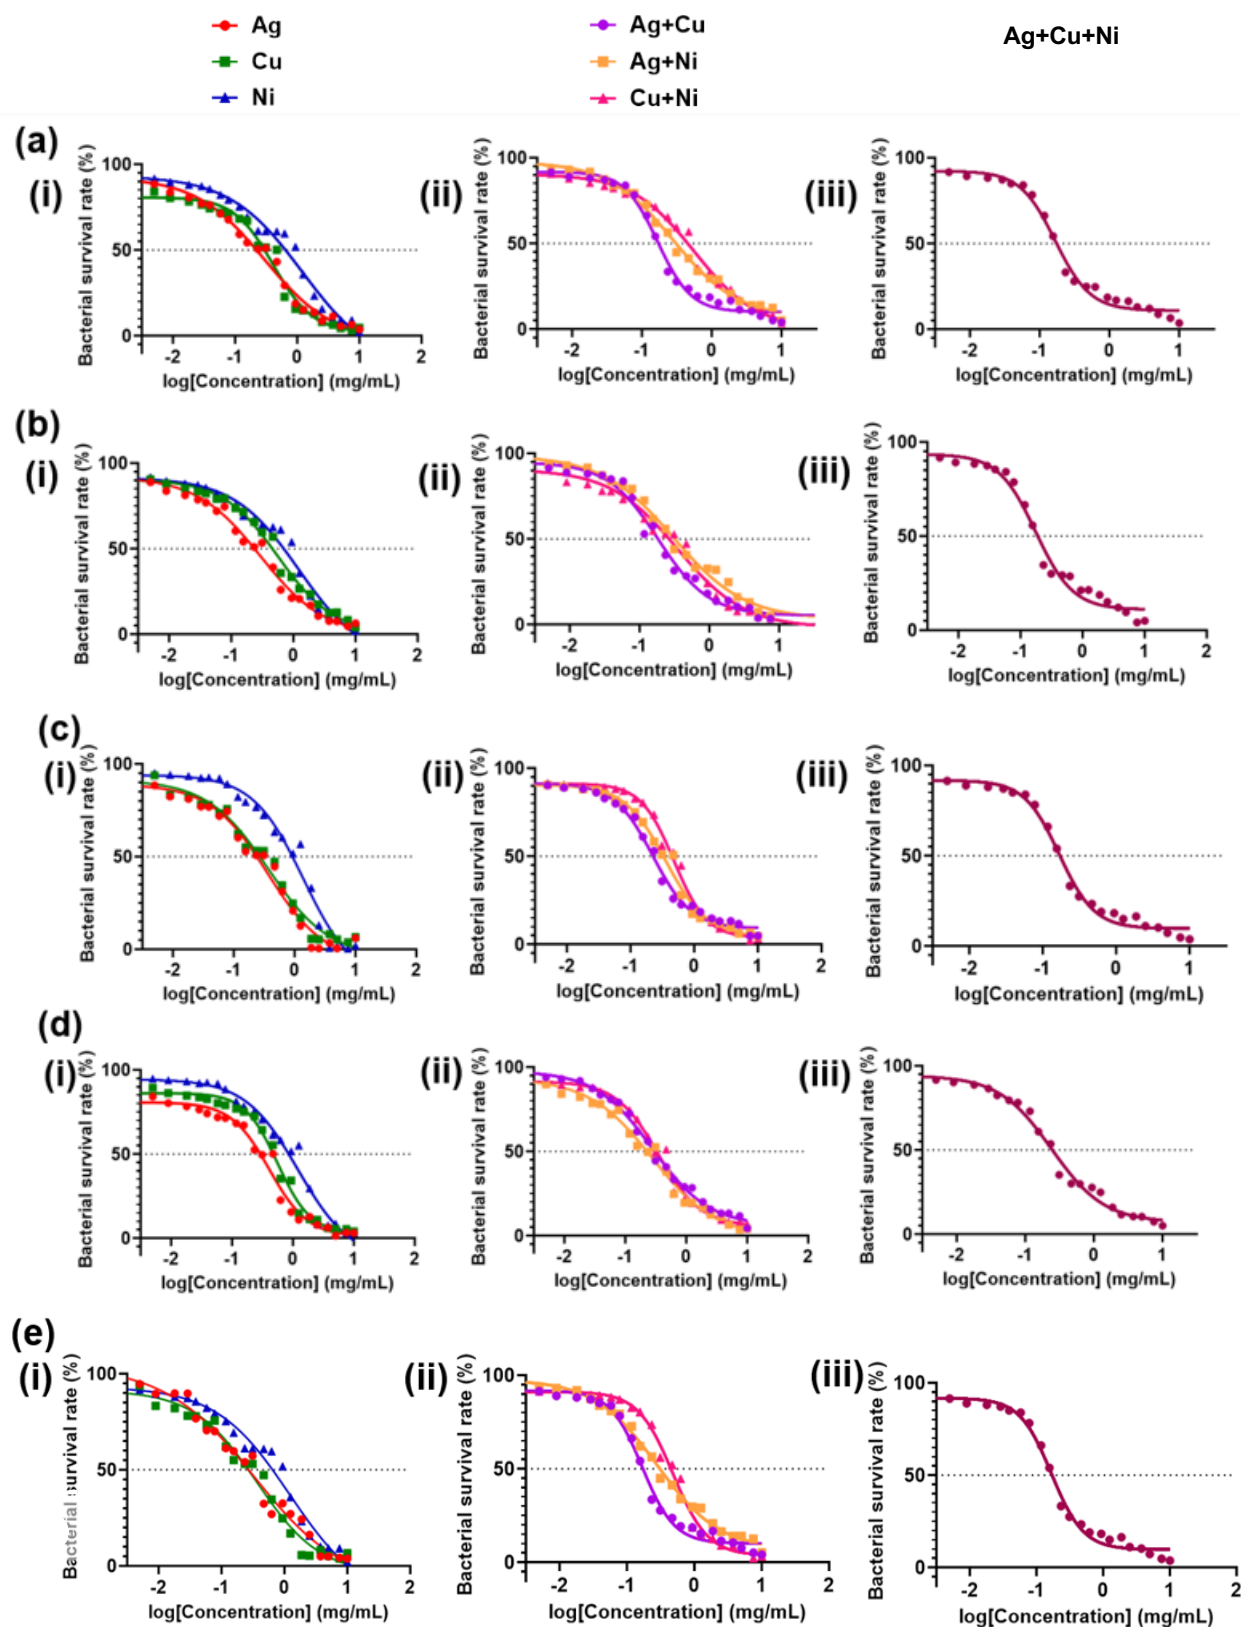 Ag
Cu
Ni
Ag+Cu
Ag+Ni
Cu+Ni
Ag+Cu+Ni
(a)
(i)
Bacterial survival rate (%)
100
50
0
-2 -1 0 1 2
log[Concentration] (mg/mL)
(ii)
Bacterial survival rate (%)
100
50
0
-2 -1 0 1
log[Concentration] (mg/mL)
(iii)
Bacterial survival rate (%)
100
50
0
-2 -1 0 1
log[Concentration] (mg/mL)
(b)
(i)
Bacterial survival rate (%)
100
50
0
-2 -1 0 1 2
log[Concentration] (mg/mL)
(ii)
Bacterial survival rate (%)
100
50
0
-2 -1 0 1
log[Concentration] (mg/mL)
(iii)
Bacterial survival rate (%)
100
50
0
-2 -1 0 1 2
log[Concentration] (mg/mL)
(c)
(i)
Bacterial survival rate (%)
100
50
0
-2 -1 0 1 2
log[Concentration] (mg/mL)
(ii)
Bacterial survival rate (%)
100
50
0
-2 -1 0 1 2
log[Concentration] (mg/mL)
(iii)
Bacterial survival rate (%)
100
50
0
-2 -1 0 1
log[Concentration] (mg/mL)
(d)
(i)
Bacterial survival rate (%)
100
50
0
-2 -1 0 1 2
log[Concentration] (mg/mL)
(ii)
Bacterial survival rate (%)
100
50
0
-2 -1 0 1 2
log[Concentration] (mg/mL)
(iii)
Bacterial survival rate (%)
100
50
0
-2 -1 0 1
log[Concentration] (mg/mL)
(e)
(i)
Bacterial survival rate (%)
100
50
0
-2 -1 0 1 2
log[Concentration] (mg/mL)
(ii)
Bacterial survival rate (%)
100
50
0
-2 -1 0 1 2
log[Concentration] (mg/mL)
(iii)
Bacterial survival rate (%)
100
50
0
-2 -1 0 1 2
log[Concentration] (mg/mL)